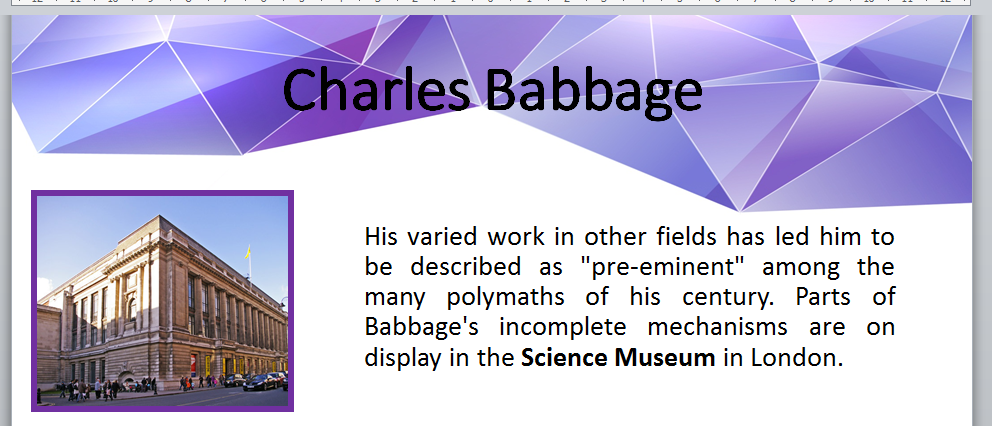 Charles Babbage
His varied work in other fields has led him to
be described as "pre-eminent" among the
many polymaths of his century. Parts of
Babbage's incomplete mechanisms are on
display in the Science Museum in London.